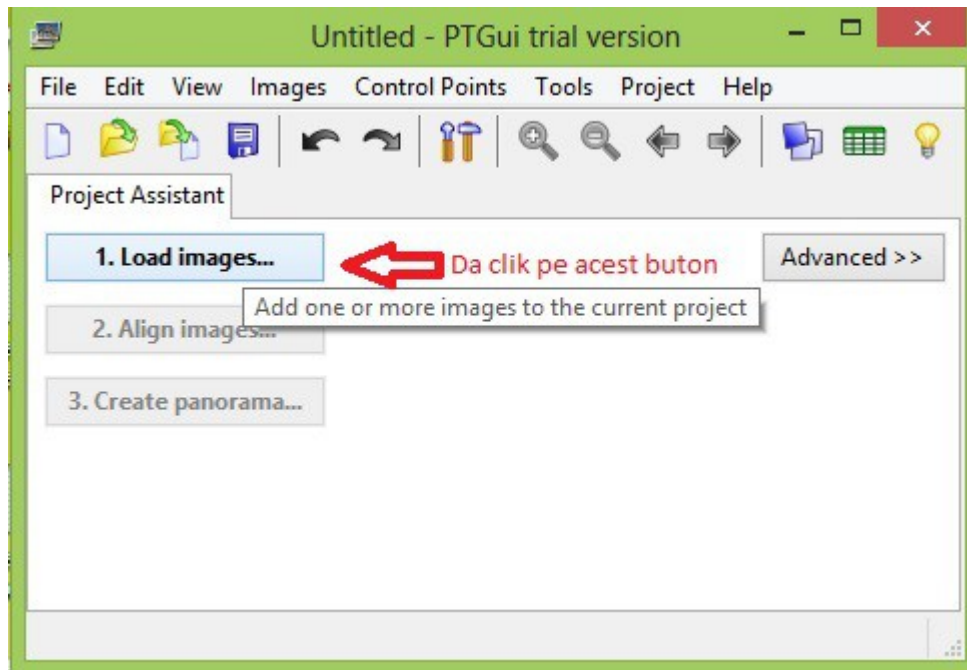 Untitled - PTGui trial version
File Edit View Images Control Points Tools Project Help
Project Assistant
1. Load images...
Da clik pe acest buton
Advanced >>
Add one or more images to the current project
2. Align images...
3. Create panorama...